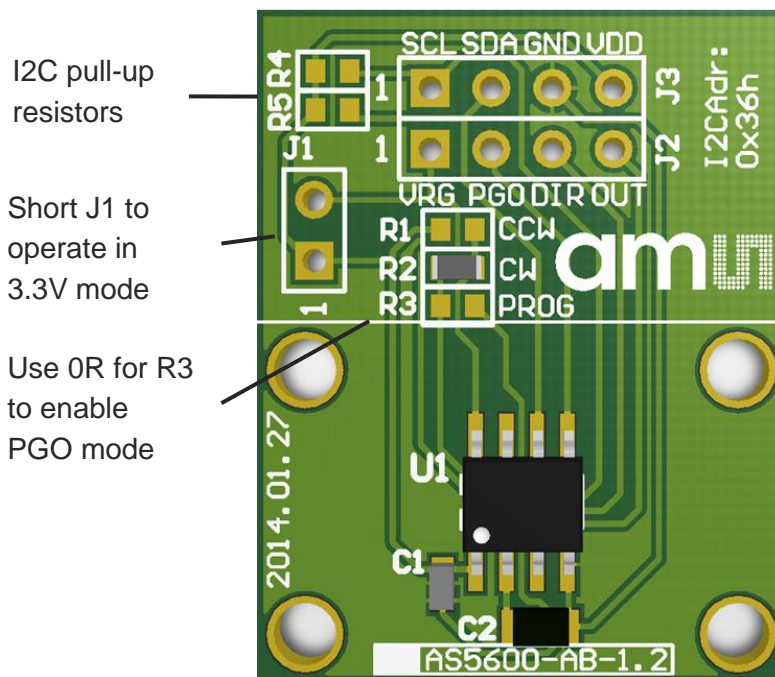 I2C pull-up
resistors
Short J1 to
operate in
3.3V mode
Use 0R for R3
to enable
PGO mode
SCL SDA GND VDD
R4
R5
1
J3
J1
1
J2
VRG PGO DIR OUT
I2CAdr:
0x36h
R1
CCW
R2
CW
R3
PROG
1
amu
2014.01.27
U1
C1
C2
AS5600-AB-1.2